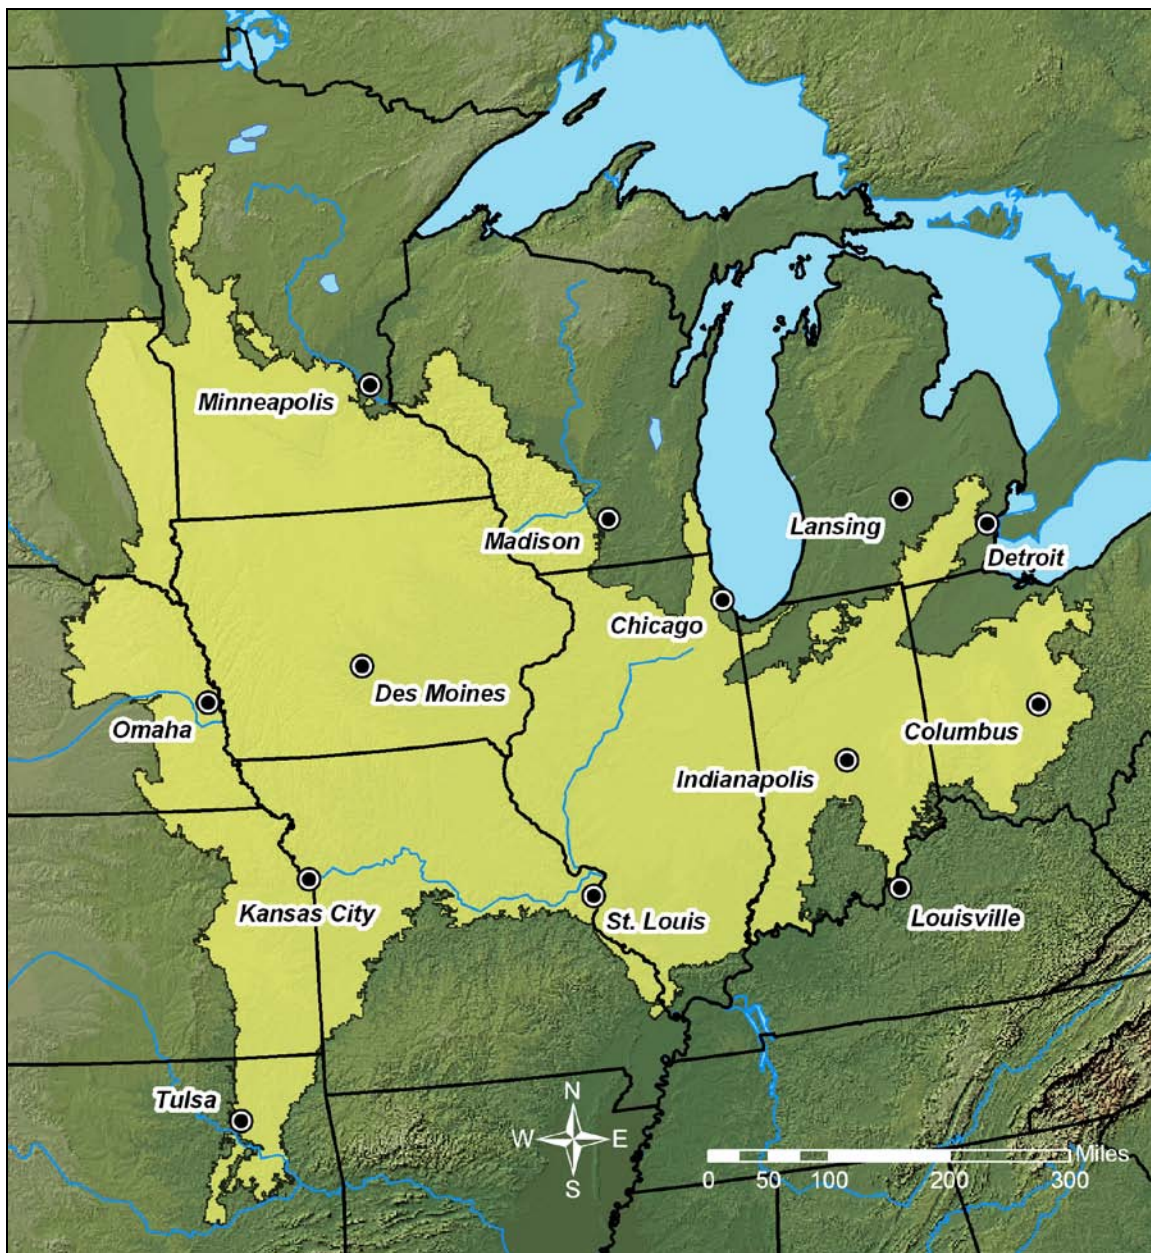 Minneapolis
Madison
Lansing
Detroit
Chicago
Des Moines
Omaha
Columbus
Indianapolis
Kansas City
St. Louis
Louisville
Tulsa
N
W E
S
Miles
0 50 100 200 300